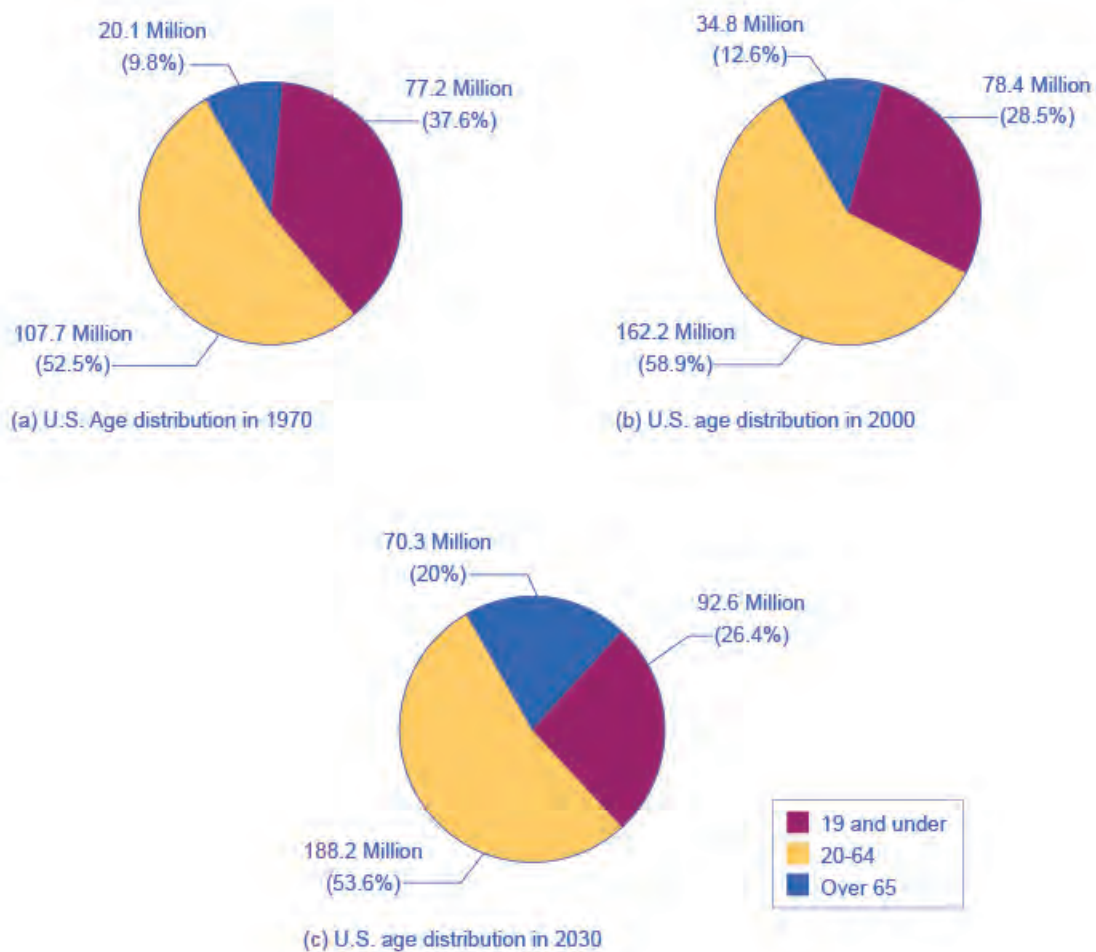 20.1 Million
(9.8%)
77.2 Million
(37.6%)
107.7 Million
(52.5%)
(a) U.S. Age distribution in 1970
34.8 Million
(12.6%)
78.4 Million
(28.5%)
162.2 Million
(58.9%)
(b) U.S. age distribution in 2000
70.3 Million
(20%)
92.6 Million
(26.4%)
188.2 Million
(53.6%)
19 and under
20-64
Over 65
(c) U.S. age distribution in 2030